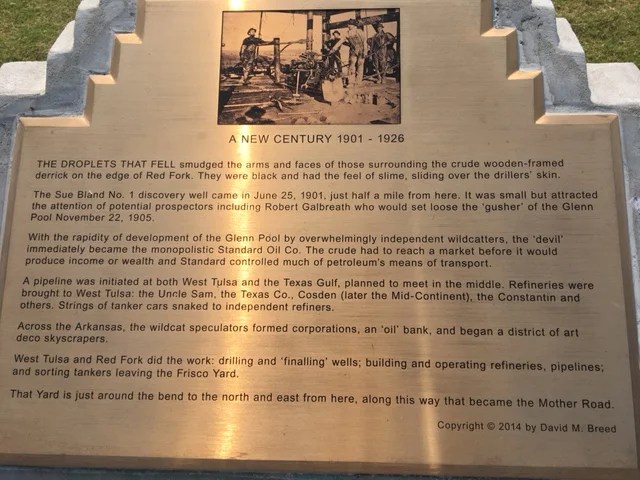 A NEW CENTURY 1901 - 1926
THE DROPLETS THAT FELL smudged the arms and faces of those surrounding the crude wooden-framed
derrick on the edge of Red Fork. They were black and had the feel of slime, sliding over the drillers' skin.
The Sue Bland No. 1 discovery well came in June 25, 1901, just half a mile from here. It was small but attracted
the attention of potential prospectors including Robert Galbreath who would set loose the 'gusher' of the Glenn
Pool November 22, 1905.
With the rapidity of development of the Glenn Pool by overwhelmingly independent wildcatters, the 'devil'
immediately became the monopolistic Standard Oil Co. The crude had to reach a market before it would
produce income or wealth and Standard controlled much of petroleum's means of transport.
A pipeline was initiated at both West Tulsa and the Texas Gulf, planned to meet in the middle. Refineries were
brought to West Tulsa: the Uncle Sam, the Texas Co., Cosden (later the Mid-Continent), the Constantin and
others. Strings of tanker cars snaked to independent refiners.
Across the Arkansas, the wildcat speculators formed corporations, an 'oil' bank, and began a district of art
deco skyscrapers.
West Tulsa and Red Fork did the work: drilling and 'finalling' wells; building and operating refineries, pipelines;
and sorting tankers leaving the Frisco Yard.
That Yard is just around the bend to the north and east from here, along this way that became the Mother Road.
Copyright © 2014 by David M. Breed